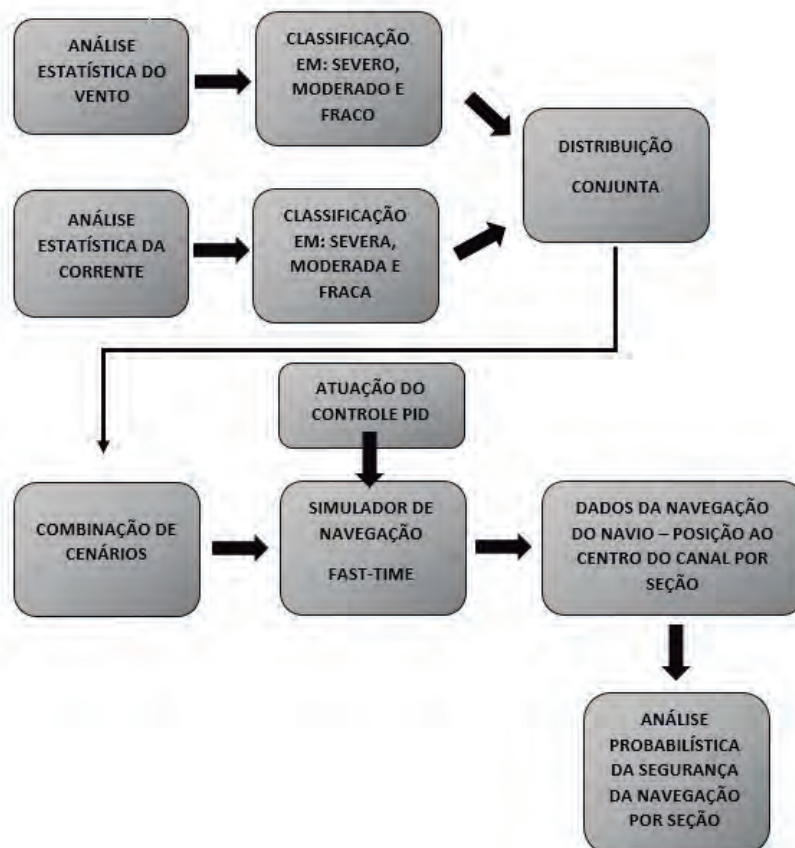 ANÁLISE
ESTATÍSTICA DO
VENTO
CLASSIFICAÇÃO
EM: SEVERO,
MODERADO E
FRACO
DISTRIBUIÇÃO
CONJUNTA
ANÁLISE
ESTATÍSTICA DA
CORRENTE
CLASSIFICAÇÃO
EM: SEVERA,
MODERADA E
FRACA
ATUAÇÃO DO
CONTROLE PID
COMBINAÇÃO DE
CENÁRIOS
SIMULADOR DE
NAVEGAÇÃO
FAST-TIME
DADOS DA NAVEGAÇÃO
DO NAVIO – POSIÇÃO AO
CENTRO DO CANAL POR
SEÇÃO
ANÁLISE
PROBABILÍSTICA
DA SEGURANÇA
DA NAVEGAÇÃO
POR SEÇÃO